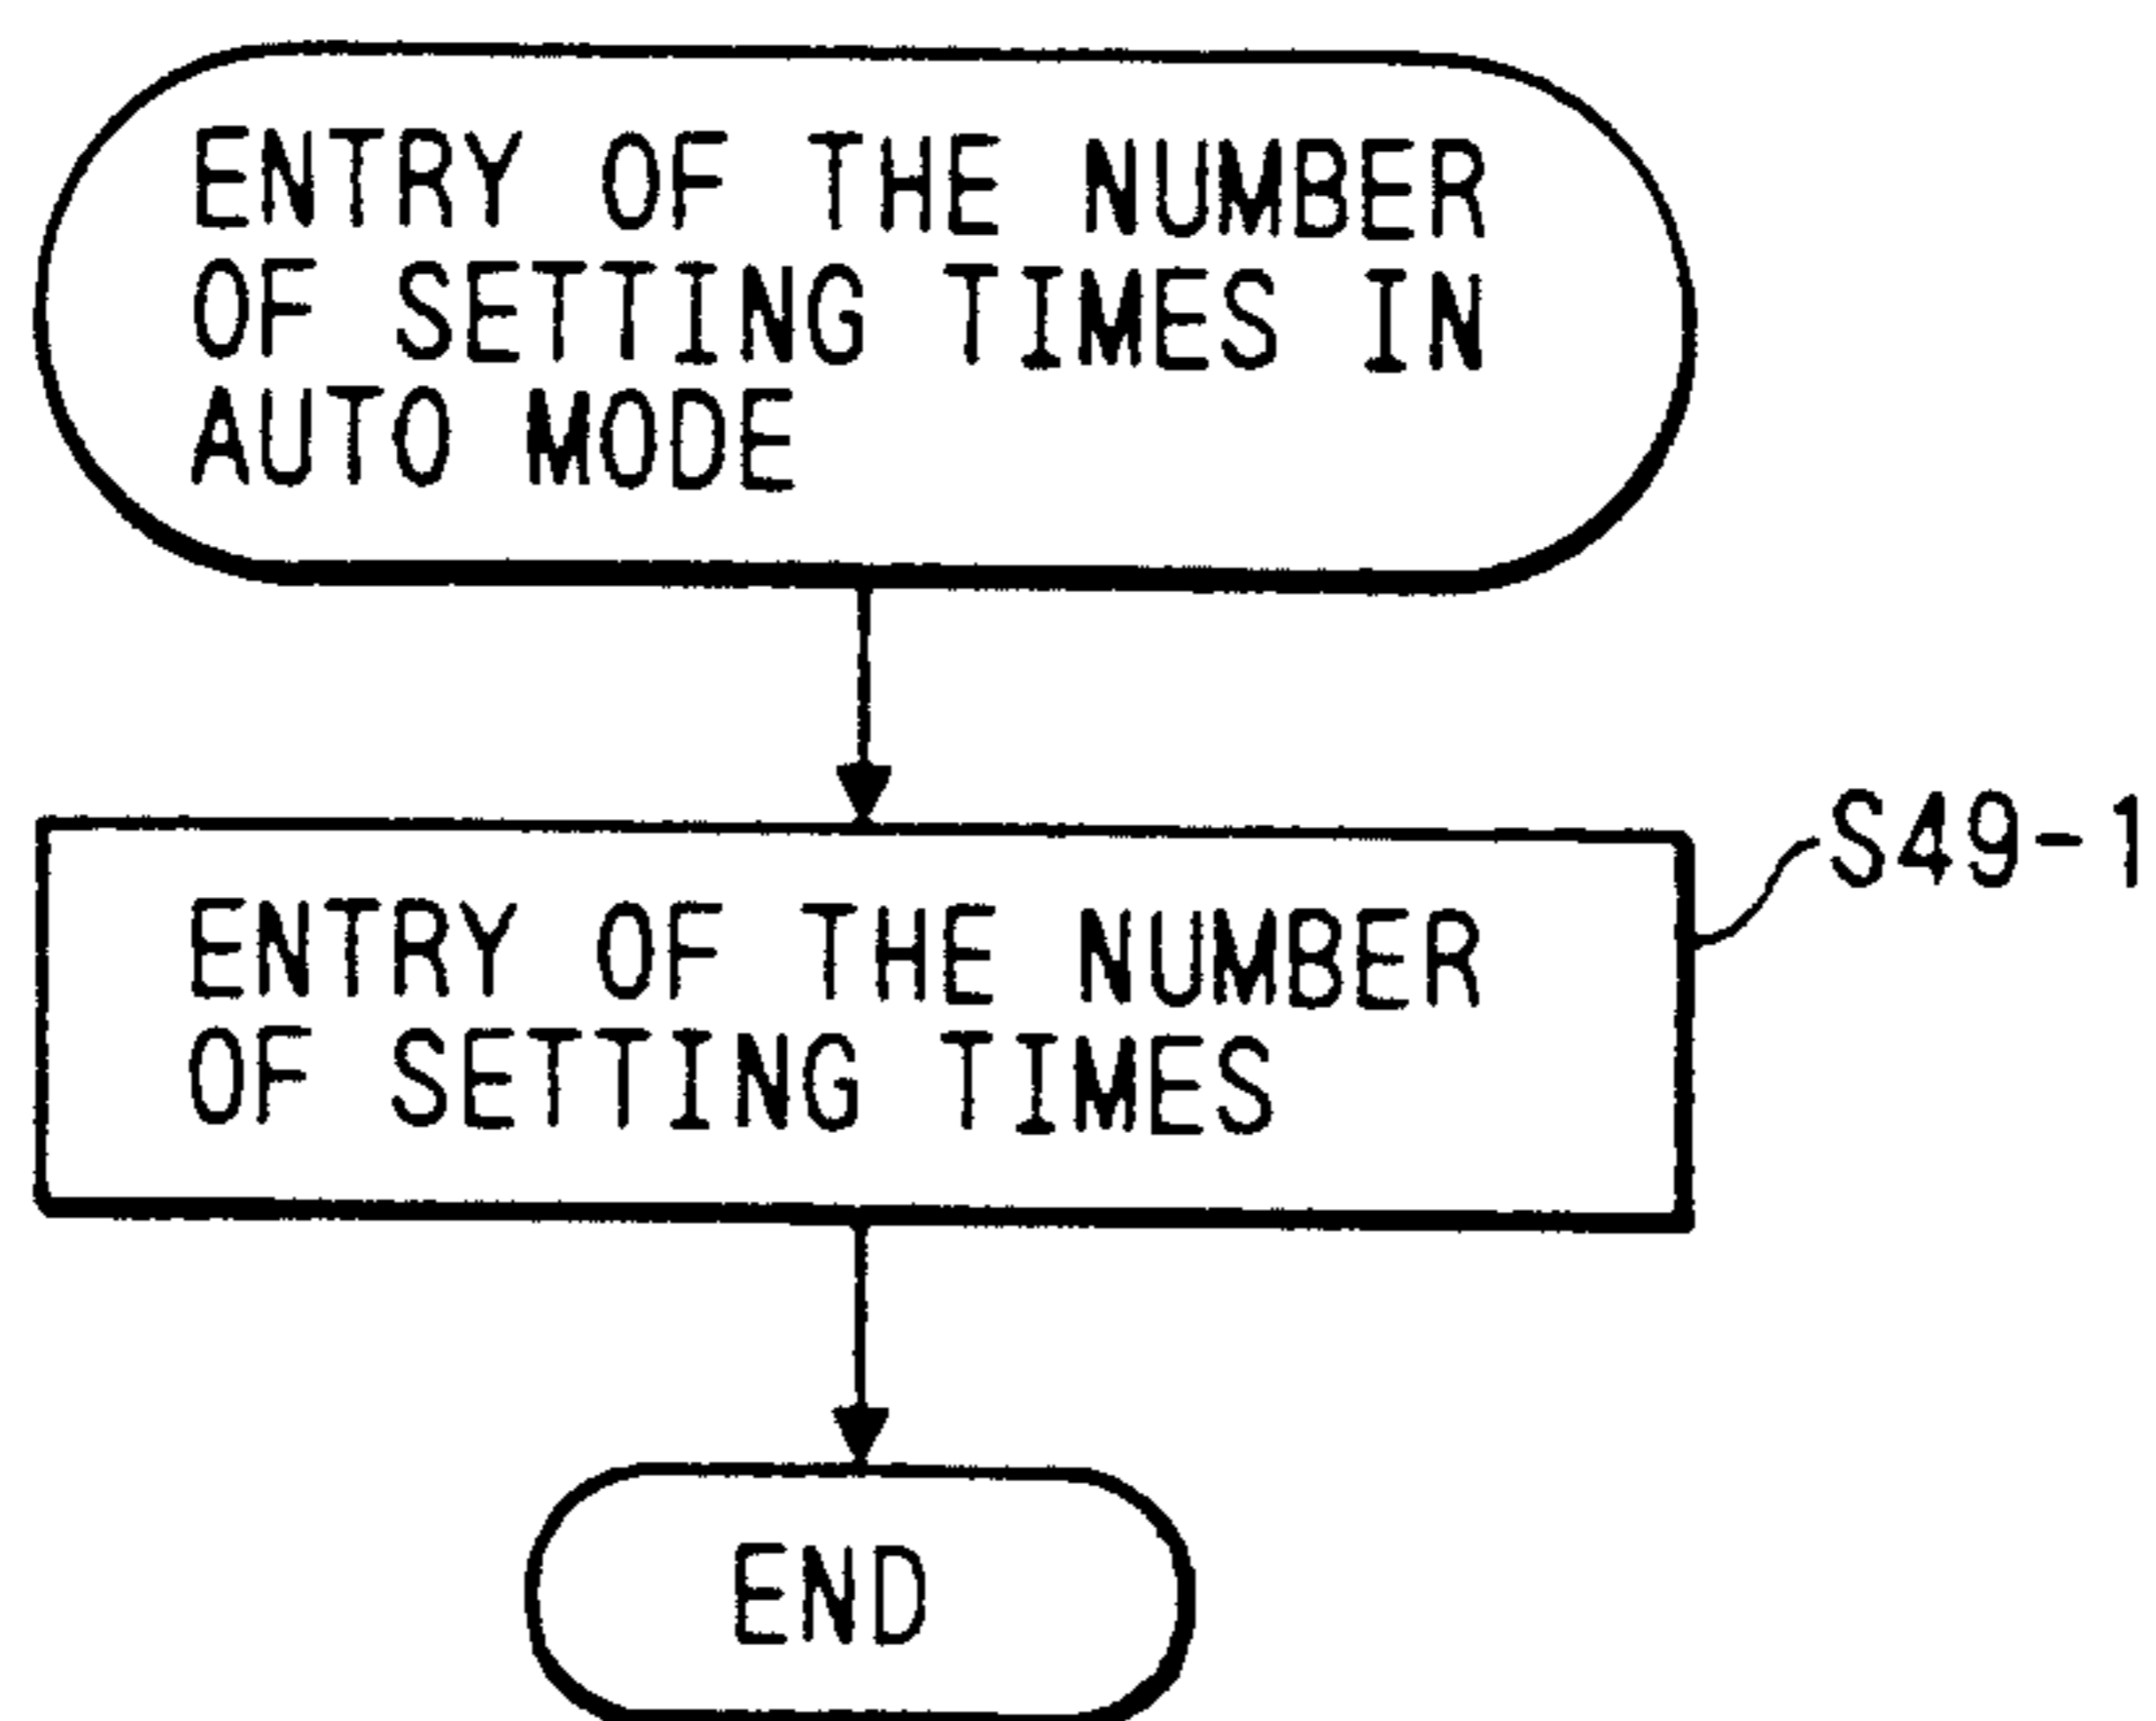 ENTRY OF THE NUMBER
OF SETTING TIMES IN
AUTO MODE
S49-1
ENTRY OF THE NUMBER
OF SETTING TIMES
END